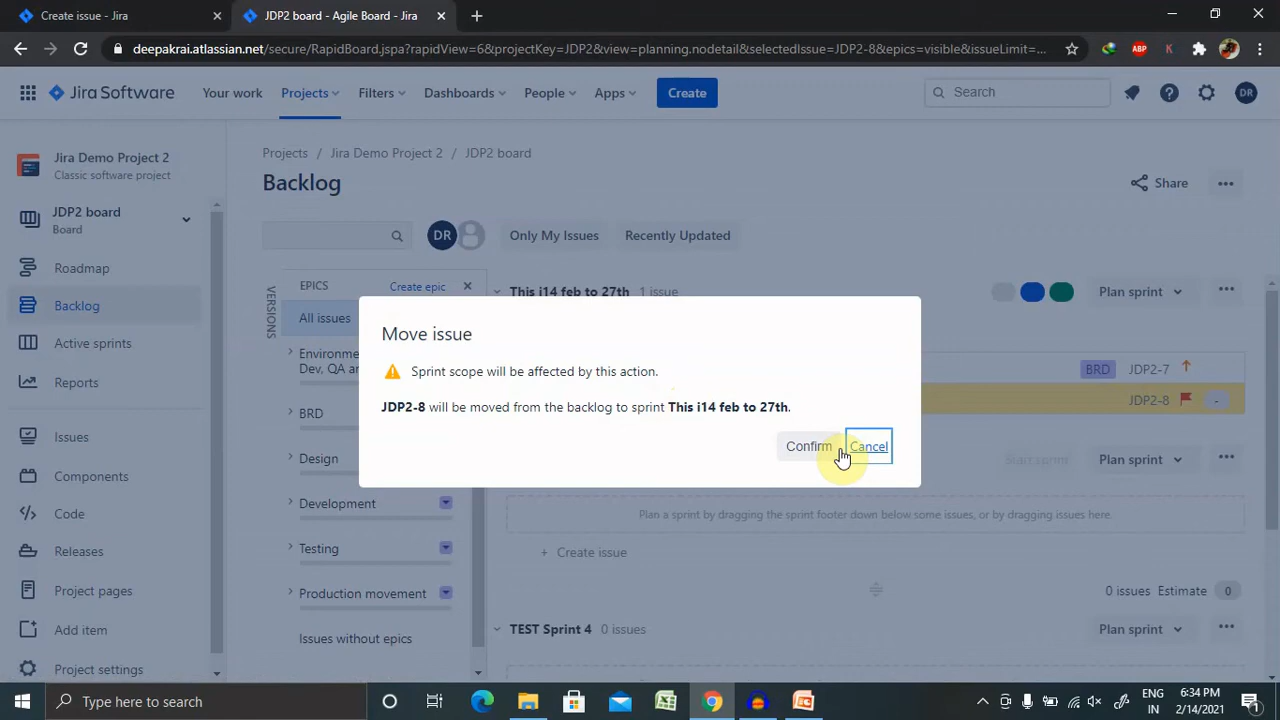 Create issue - Jira
JDP2 board - Agile Board - Jira
deepakrai.atlassian.net/secure/RapidBoard.jspa?rapidView=6&projectKey=JDP2&view=planning.nodetail&selectedIssue=JDP2-8&epics=visible&issueLimit=...
ABP
K
Jira Software
Your work
Projects
Filters
Dashboards
People
Apps
Create
Search
DR
Jira Demo Project 2
Classic software project
JDP2 board
Board
Roadmap
Backlog
Active sprints
Reports
Issues
Components
Code
Releases
Project pages
Add item
Project settings
Projects / Jira Demo Project 2 / JDP2 board
Backlog
Share
DR
Only My Issues
Recently Updated
VERSIONS
EPICS
Create epic
All issues
Environme
Dev, QA an
BRD
Design
Development
Testing
Production movement
Issues without epics
This i14 feb to 27th 1 issue
Plan sprint
BRD JDP2-7
JDP2-8 -
Start sprint
Plan sprint
Plan a sprint by dragging the sprint footer down below some issues, or by dragging issues here.
+ Create issue
0 issues Estimate 0
TEST Sprint 4 0 issues
Plan sprint
Move issue
Sprint scope will be affected by this action.
JDP2-8 will be moved from the backlog to sprint This i14 feb to 27th.
Confirm
Cancel
Type here to search
ENG
IN
6:34 PM
2/14/2021
1